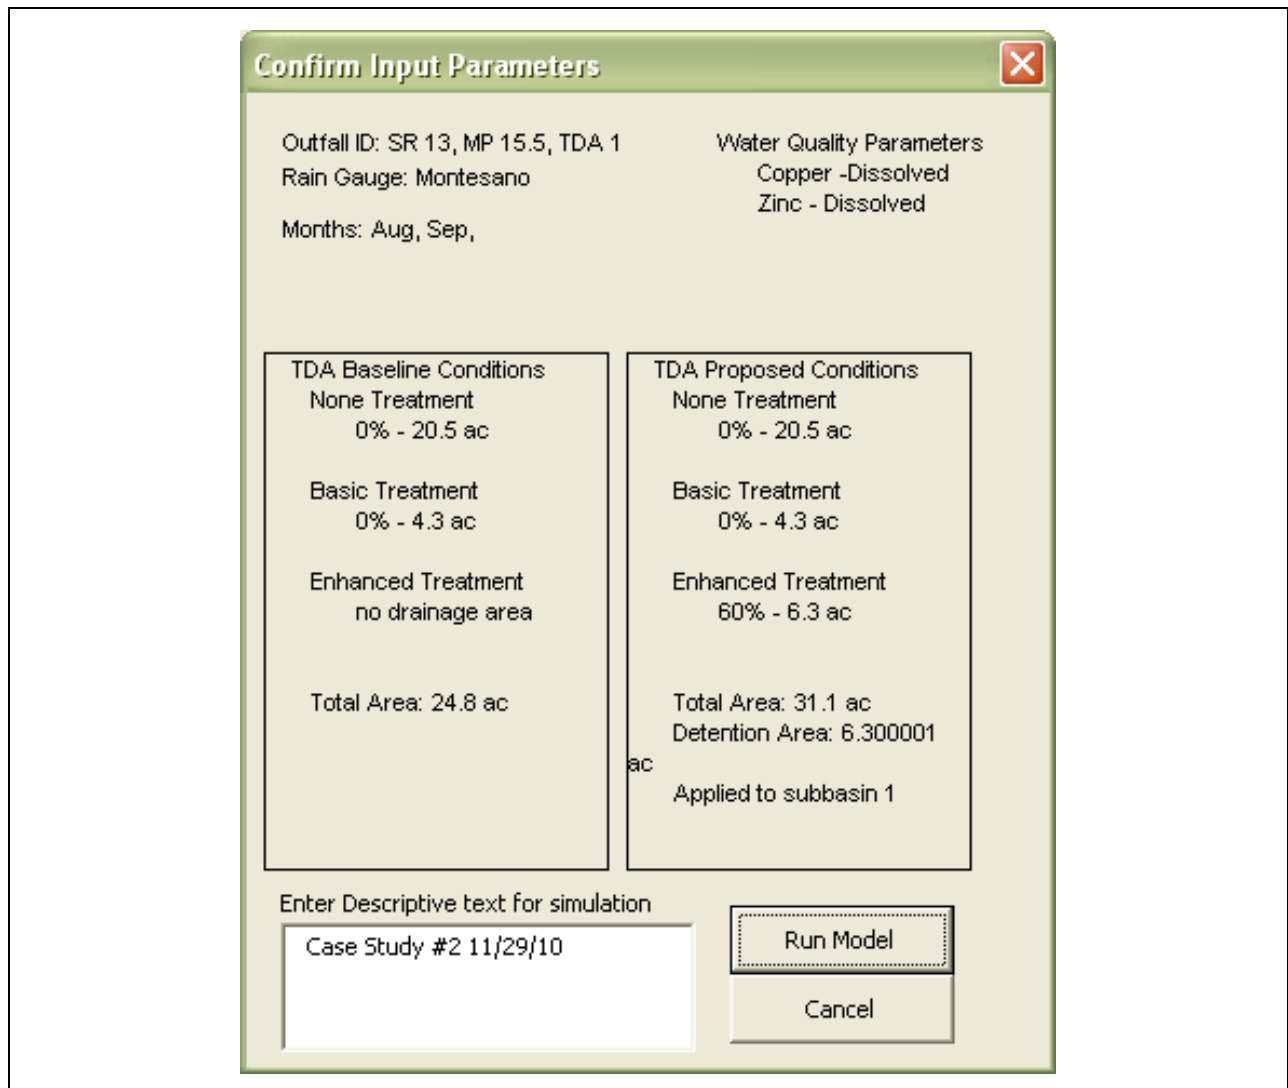 Confirm Input Parameters
Outfall ID: SR 13, MP 15.5, TDA 1
Rain Gauge: Montesano
Months: Aug, Sep,
Water Quality Parameters
Copper -Dissolved
Zinc - Dissolved
TDA Baseline Conditions
None Treatment
0% - 20.5 ac
Basic Treatment
0% - 4.3 ac
Enhanced Treatment
no drainage area
Total Area: 24.8 ac
TDA Proposed Conditions
None Treatment
0% - 20.5 ac
Basic Treatment
0% - 4.3 ac
Enhanced Treatment
60% - 6.3 ac
Total Area: 31.1 ac
Detention Area: 6.300001
ac
Applied to subbasin 1
Enter Descriptive text for simulation
Case Study #2 11/29/10
Run Model
Cancel